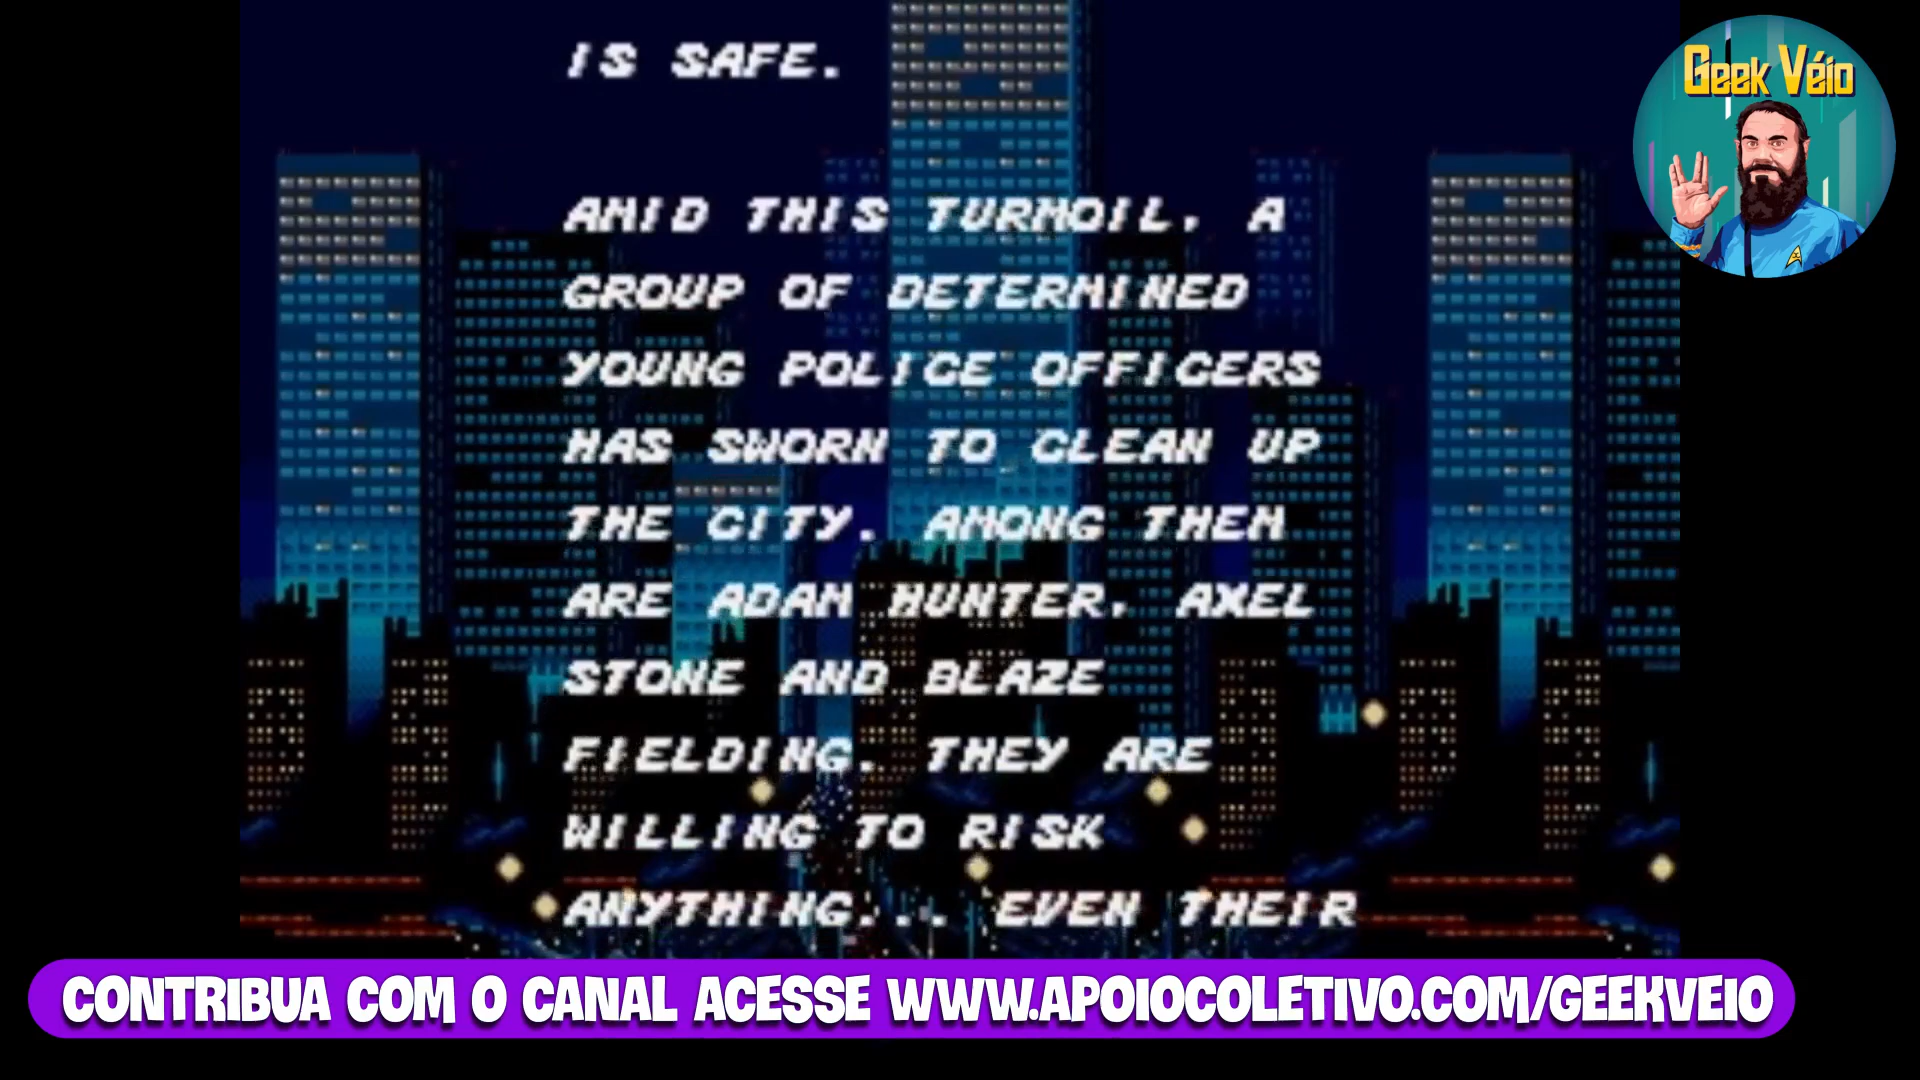 IS SAFE.
Geek Véio
AMID THIS TURMOIL, A
GROUP OF DETERMINED
YOUNG POLICE OFFICERS
HAS SWORN TO CLEAN UP
THE CITY. AMONG THEM
ARE ADAM HUNTER, AXEL
STONE AND BLAZE
FIELDING. THEY ARE
WILLING TO RISK
ANYTHING... EVEN THEIR
CONTRIBUA COM O CANAL ACESSE WWW.APOIOCOLETIVO.COM/GEEKVEIO